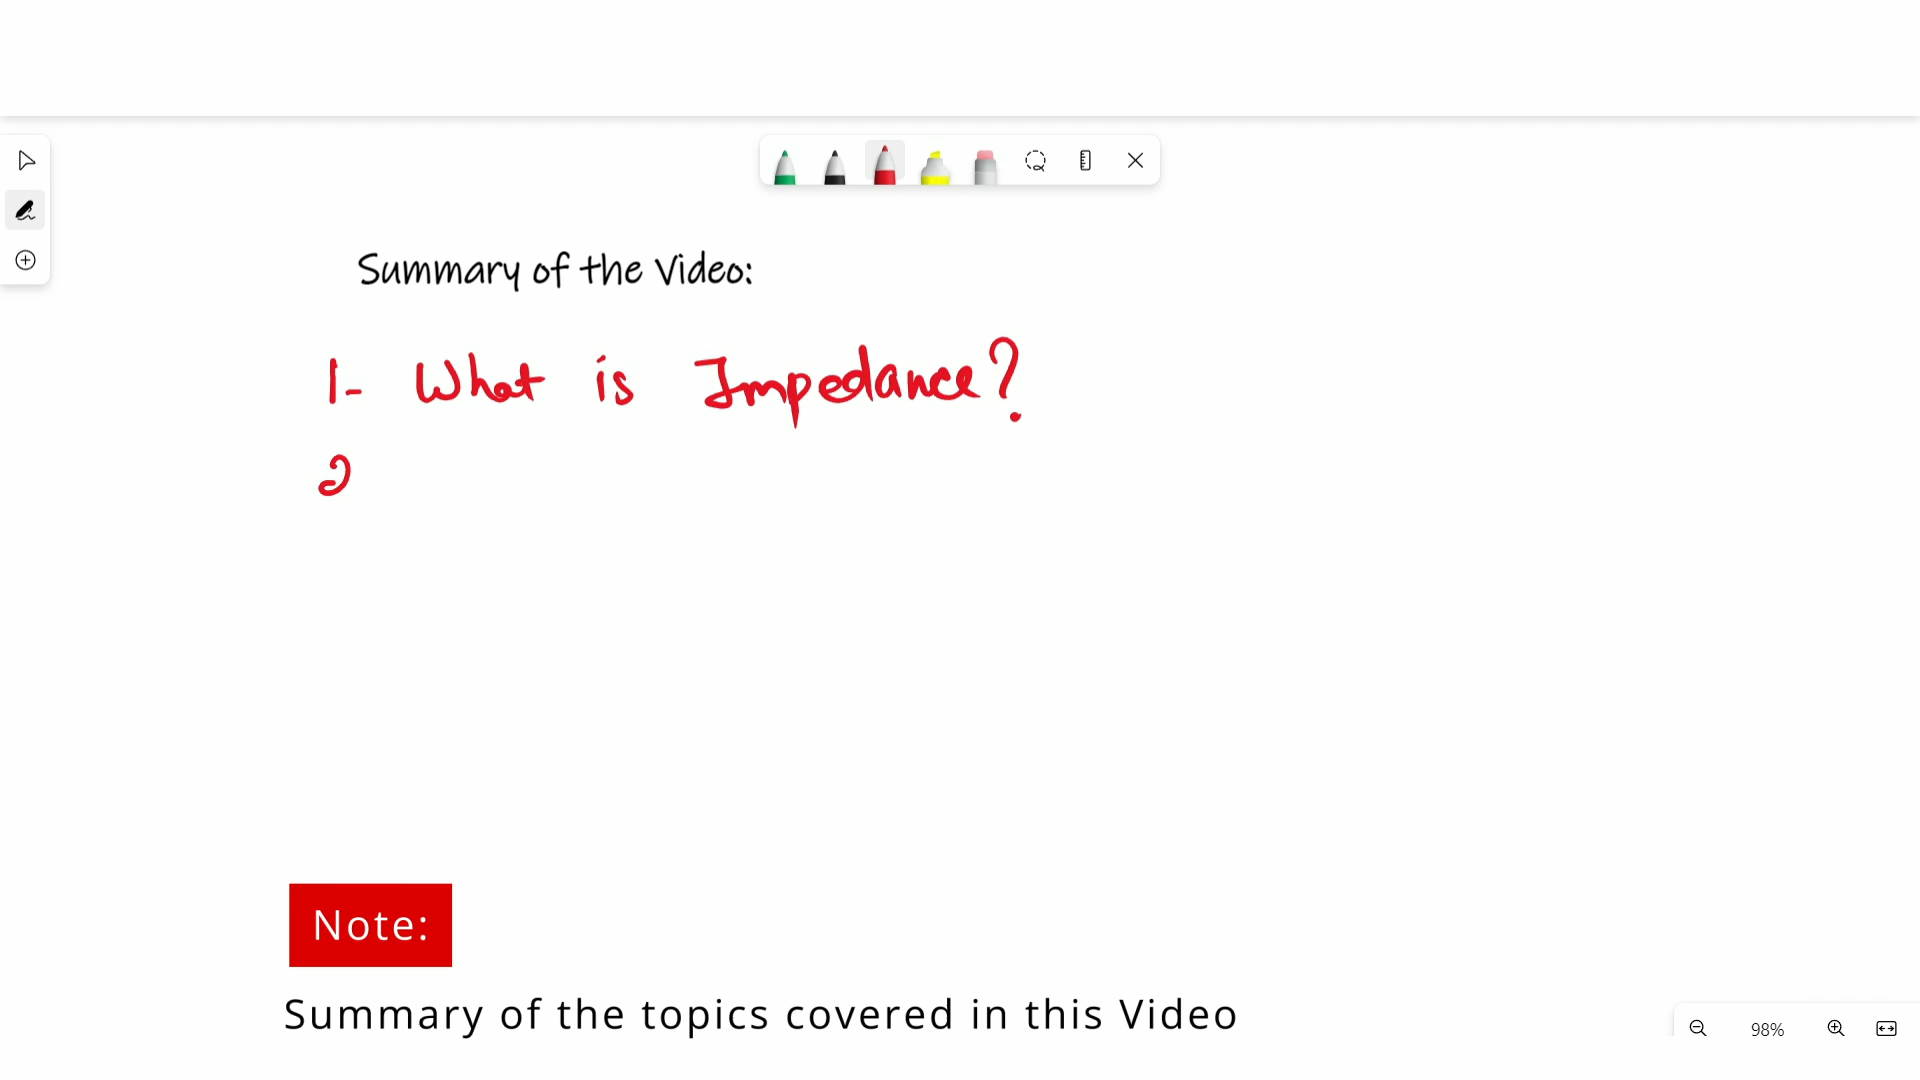 Summary of the Video:
1- What is Impedance?
2
Note:
Summary of the topics covered in this Video
98%